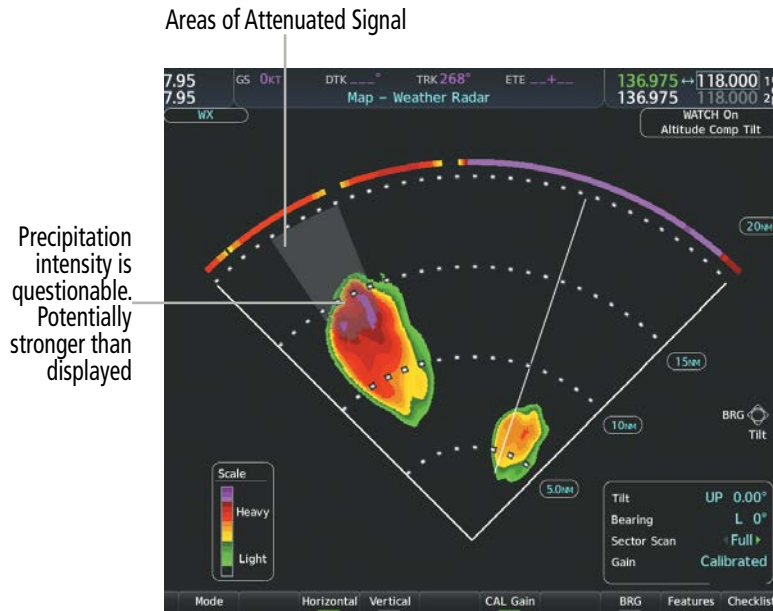 Areas of Attenuated Signal
7.95 GS 0KT DTK ___° TRK 268° ETE __+__ 136.975 ↔ 118.000
7.95 Map – Weather Radar 136.975 118.000
WX WATCH On
Altitude Comp Tilt
20NM
Precipitation
intensity is
questionable.
Potentially
stronger than
displayed
15NM
10NM
BRG
Tilt
5.0NM
Scale
Heavy
Light
Tilt UP 0.00°
Bearing L 0°
Sector Scan Full
Gain Calibrated
Mode Horizontal Vertical CAL Gain BRG Features Checklist